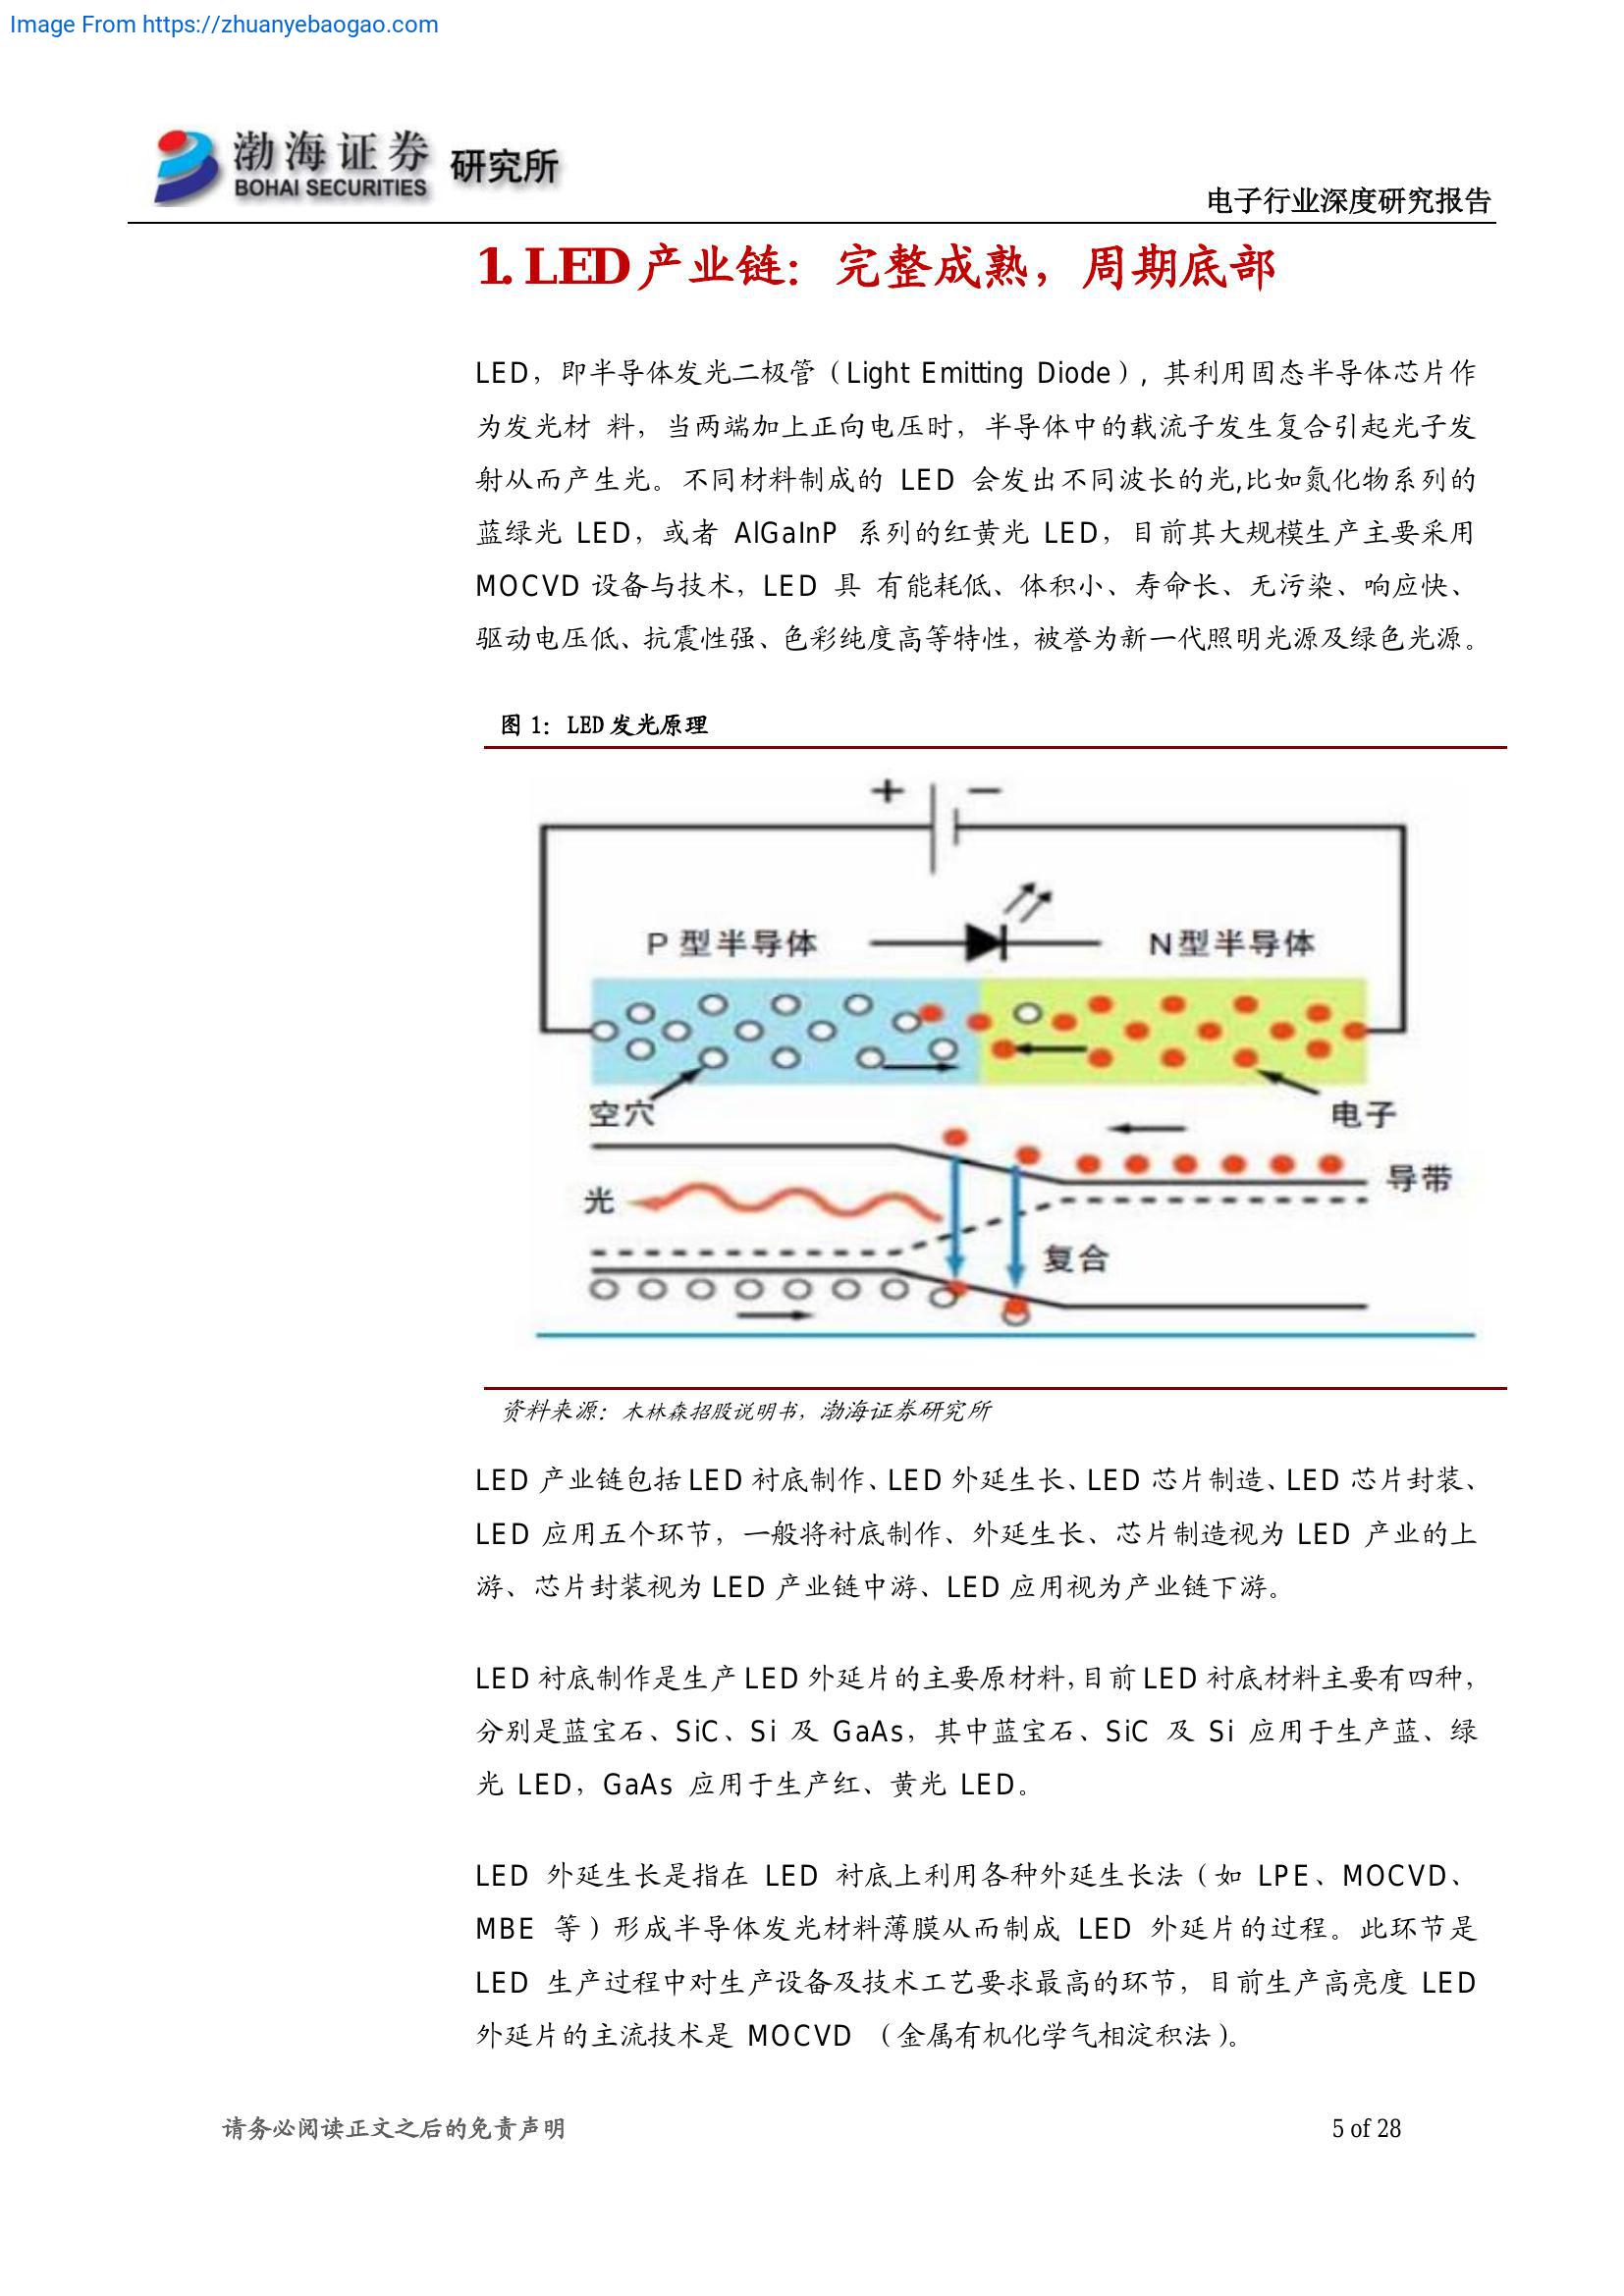 Image From https://zhuanyebaogao.com
渤海证券 研究所
BOHAI SECURITIES
电子行业深度研究报告
1. LED 产业链：完整成熟，周期底部
LED，即半导体发光二极管（Light Emitting Diode），其利用固态半导体芯片作
为发光材 料，当两端加上正向电压时，半导体中的载流子发生复合引起光子发
射从而产生光。不同材料制成的 LED 会发出不同波长的光,比如氮化物系列的
蓝绿光 LED，或者 AlGaInP 系列的红黄光 LED，目前其大规模生产主要采用
MOCVD 设备与技术，LED 具 有能耗低、体积小、寿命长、无污染、响应快、
驱动电压低、抗震性强、色彩纯度高等特性，被誉为新一代照明光源及绿色光源。
图 1：LED 发光原理
+ −
P 型半导体
N型半导体
空穴
电子
导带
光
复合
资料来源：木林森招股说明书，渤海证券研究所
LED 产业链包括 LED 衬底制作、LED 外延生长、LED 芯片制造、LED 芯片封装、
LED 应用五个环节，一般将衬底制作、外延生长、芯片制造视为 LED 产业的上
游、芯片封装视为 LED 产业链中游、LED 应用视为产业链下游。
LED 衬底制作是生产 LED 外延片的主要原材料，目前 LED 衬底材料主要有四种，
分别是蓝宝石、SiC、Si 及 GaAs，其中蓝宝石、SiC 及 Si 应用于生产蓝、绿
光 LED，GaAs 应用于生产红、黄光 LED。
LED 外延生长是指在 LED 衬底上利用各种外延生长法（如 LPE、MOCVD、
MBE 等）形成半导体发光材料薄膜从而制成 LED 外延片的过程。此环节是
LED 生产过程中对生产设备及技术工艺要求最高的环节，目前生产高亮度 LED
外延片的主流技术是 MOCVD （金属有机化学气相淀积法）。
请务必阅读正文之后的免责声明
5 of 28